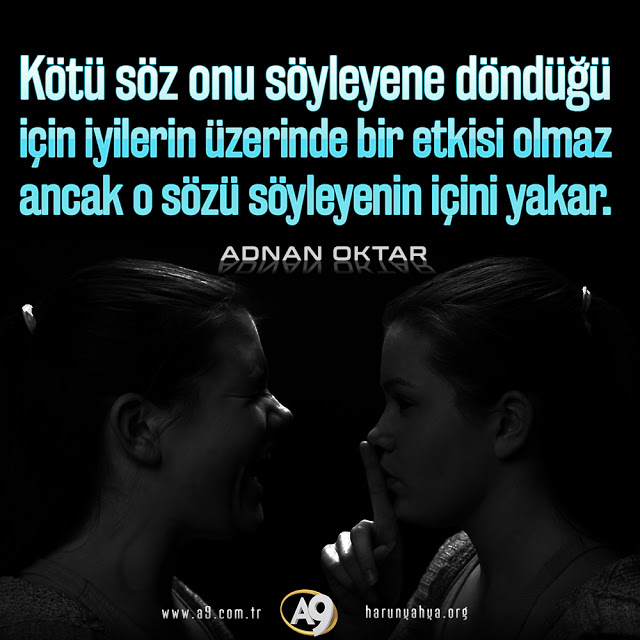 Kötü söz onu söyleyene döndüğü
için iyilerin üzerinde bir etkisi olmaz
ancak o sözü söyleyenin içini yakar.
ADNAN OKTAR
www.a9.com.tr A9 harunyahya.org